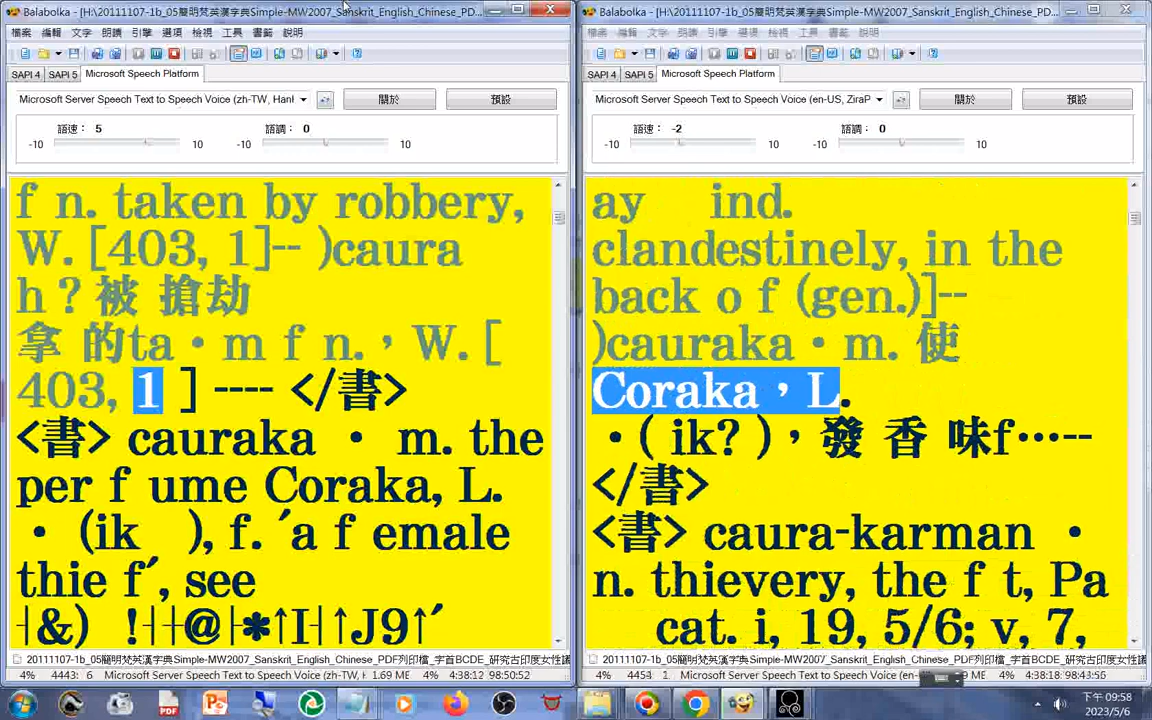 Balabolka - [H:\20111107-1b_05簡明梵英漢字典Simple-MW2007_Sanskrit_English_Chinese_PD...
檔案 編輯 文字 朗讀 引擎 選項 檢視 工具 書籤 說明
SAPI 4 SAPI 5 Microsoft Speech Platform
Microsoft Server Speech Text to Speech Voice (zh-TW, Hanl
關於 預設
語速： 5 語調： 0
-10 10 -10 10
f n. taken by robbery,
W. [403, 1]-- )caura
h？被 搶劫
拿 的ta・m f n.，W. [
403, 1 ] ---- </書>
<書> cauraka ・ m. the
per f ume Coraka, L.
・ (ik ), f. ′a f emale
thie f′, see
┤&) !┤┼@├*↑I┤↑J9↑′
20111107-1b_05簡明梵英漢字典Simple-MW2007_Sanskrit_English_Chinese_PDF列印檔_字首BCDE_研究古印度女性議
4% 4443: 6 Microsoft Server Speech Text to Speech Voice (zh-TW, H 1.69 ME 4% 4:38:12 98:50:52
Balabolka - [H:\20111107-1b_05簡明梵英漢字典Simple-MW2007_Sanskrit_English_Chinese_PD...
檔案 編輯 文字 朗讀 引擎 選項 檢視 工具 書籤 說明
SAPI 4 SAPI 5 Microsoft Speech Platform
Microsoft Server Speech Text to Speech Voice (en-US, ZiraP
關於 預設
語速： -2 語調： 0
-10 10 -10 10
ay ind.
clandestinely, in the
back o f (gen.)]--
)cauraka・m. 使
Coraka，L.
・( ik? )，發 香 味f…--
</書>
<書> caura-karman ・
n. thievery, the f t, Pa
cat. i, 19, 5/6; v, 7,
20111107-1b_05簡明梵英漢字典Simple-MW2007_Sanskrit_English_Chinese_PDF列印檔_字首BCDE_研究古印度女性議
4% 4454 Microsoft Server Speech Text to Speech Voice ME 4% 4:38:18 98:43:56
PDF
下午 09:58
2023/5/6